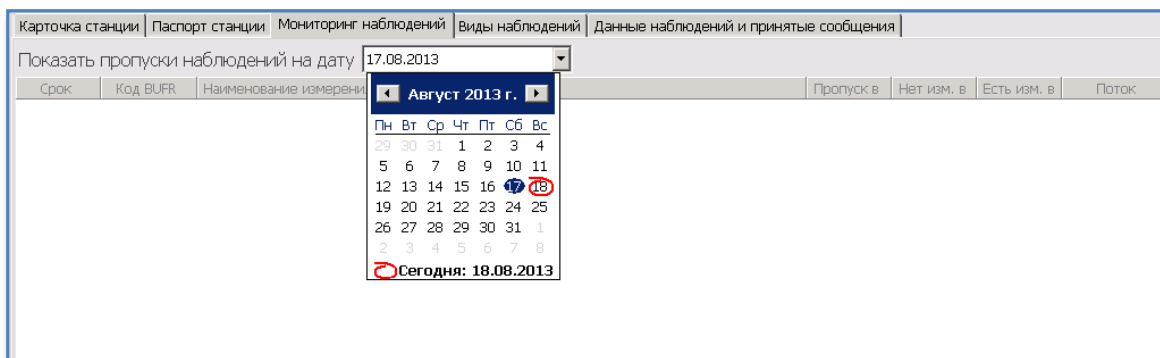 Карточка станции Паспорт станции Мониторинг наблюдений Виды наблюдений Данные наблюдений и принятые сообщения
Показать пропуски наблюдений на дату 17.08.2013
Срок Код BUFR Наименование измерени Пропуск в Нет изм. в Есть изм. в Поток
Август 2013 г.
Пн Вт Ср Чт Пт Сб Вс
29 30 31 1 2 3 4
5 6 7 8 9 10 11
12 13 14 15 16 17 18
19 20 21 22 23 24 25
26 27 28 29 30 31 1
2 3 4 5 6 7 8
Сегодня: 18.08.2013